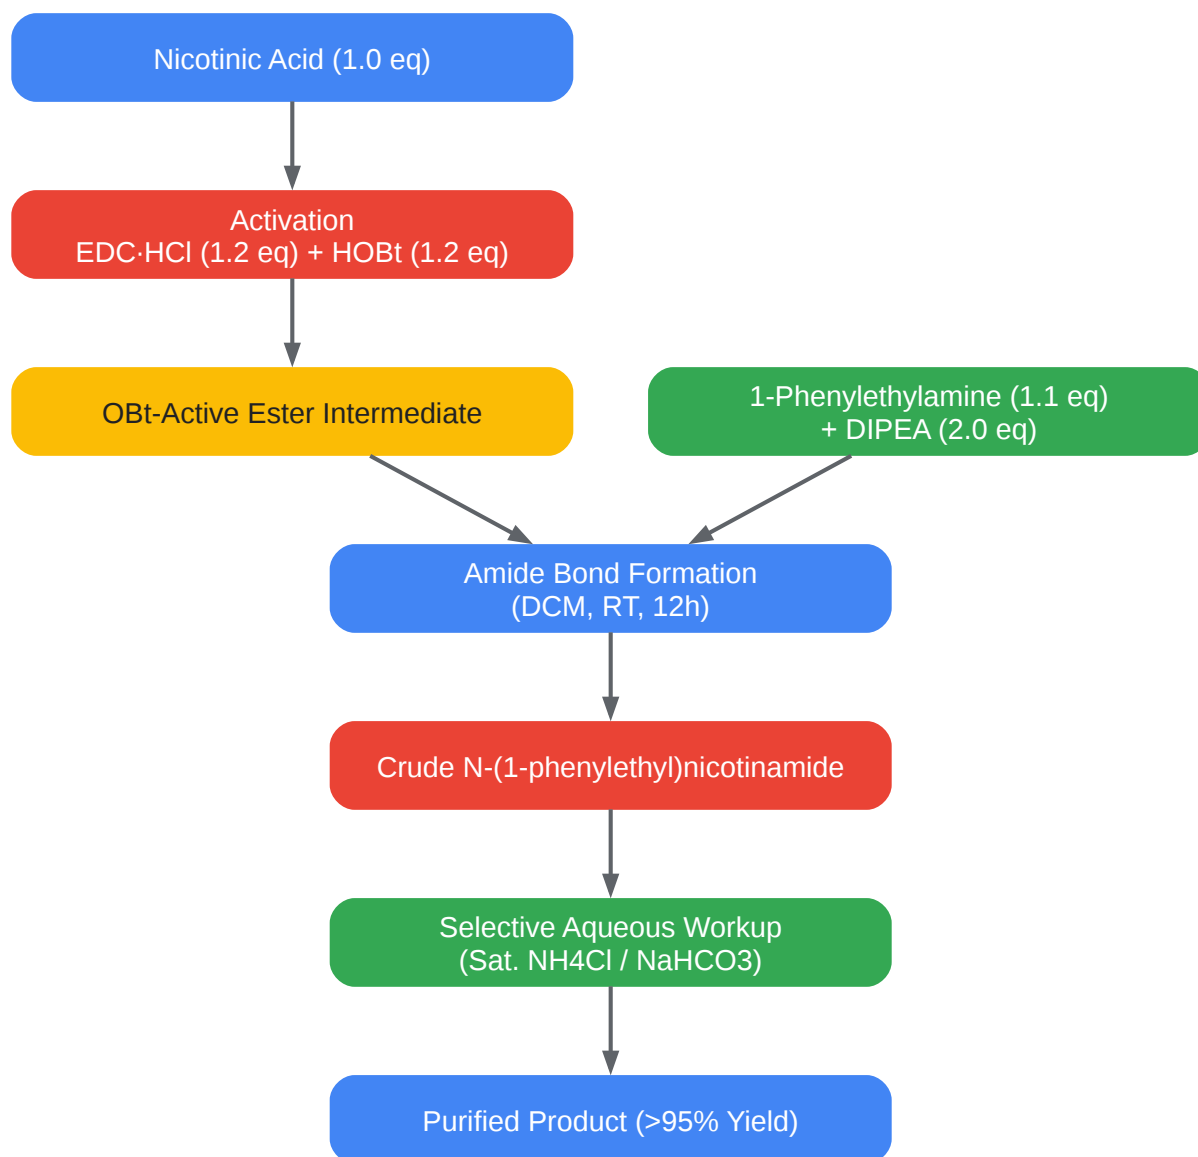 Nicotinic Acid (1.0 eq)
Activation
EDC·HCl (1.2 eq) + HOBt (1.2 eq)
OBt-Active Ester Intermediate
1-Phenylethylamine (1.1 eq)
+ DIPEA (2.0 eq)
Amide Bond Formation
(DCM, RT, 12h)
Crude N-(1-phenylethyl)nicotinamide
Selective Aqueous Workup
(Sat. NH4Cl / NaHCO3)
Purified Product (>95% Yield)